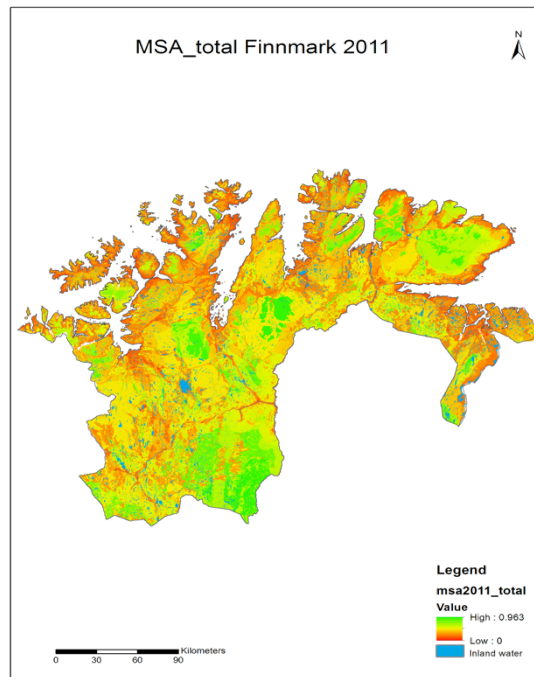 MSA_total Finnmark 2011
N
Legend
msa2011_total
Value
High : 0.963
Low : 0
Inland water
Kilometers
0 30 60 90